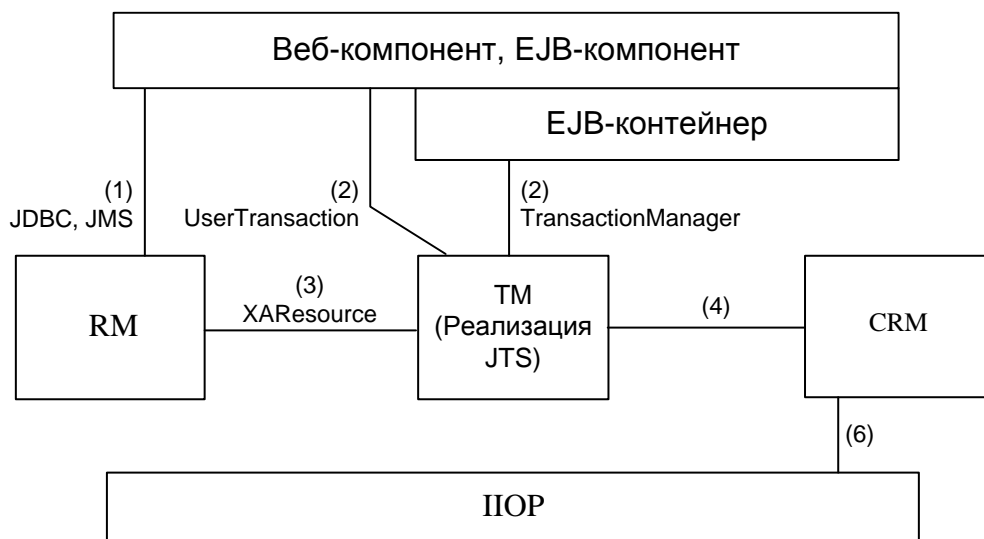 Веб-компонент, EJB-компонент
EJB-контейнер
(1)
JDBC, JMS
(2)
UserTransaction
(2)
TransactionManager
RM
(3)
XAResource
TM
(Реализация
JTS)
(4)
CRM
(6)
IIOP